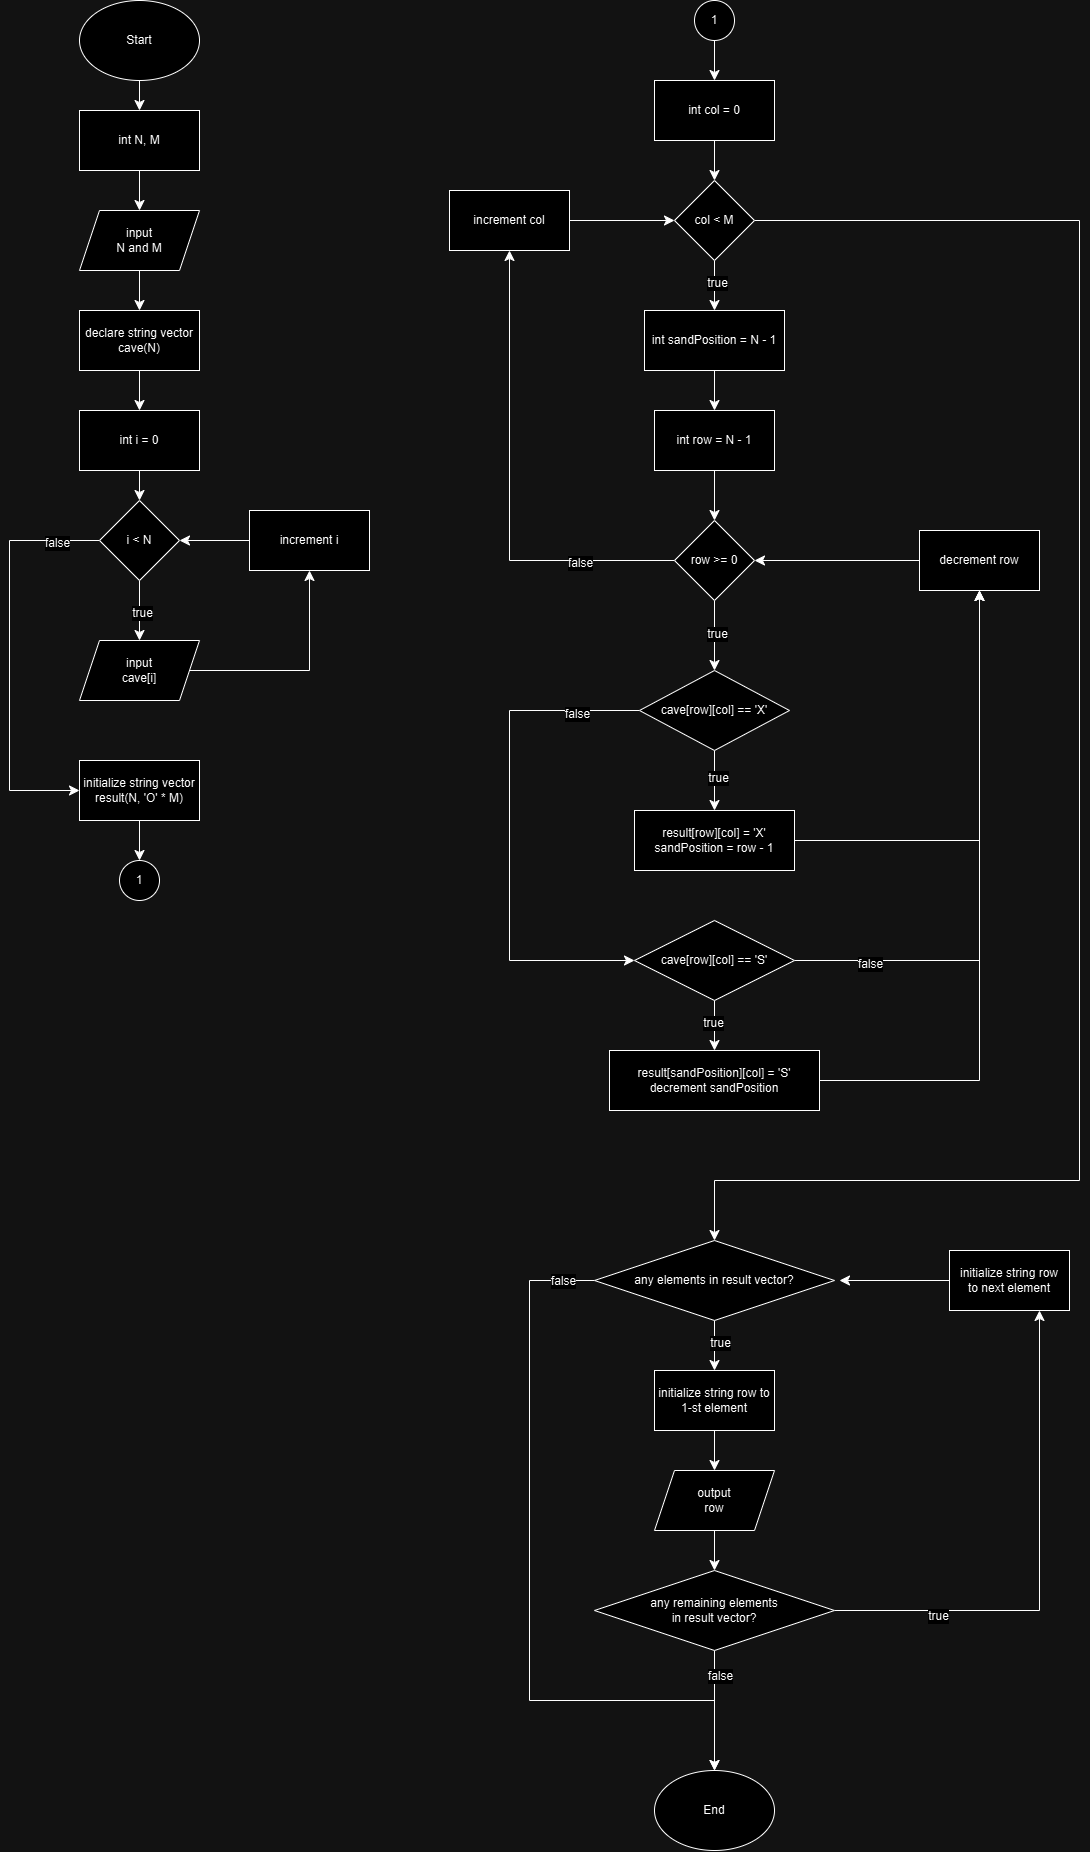 Start
int N, M
input
N and M
declare string vector
cave(N)
int i = 0
i < N
increment i
false
true
input
cave[i]
initialize string vector
result(N, 'O' * M)
1
1
int col = 0
increment col
col < M
true
int sandPosition = N - 1
int row = N - 1
row >= 0
decrement row
false
true
cave[row][col] == 'X'
false
true
result[row][col] = 'X'
sandPosition = row - 1
cave[row][col] == 'S'
false
true
result[sandPosition][col] = 'S'
decrement sandPosition
any elements in result vector?
false
initialize string row
to next element
true
initialize string row to
1-st element
output
row
any remaining elements
in result vector?
true
false
End